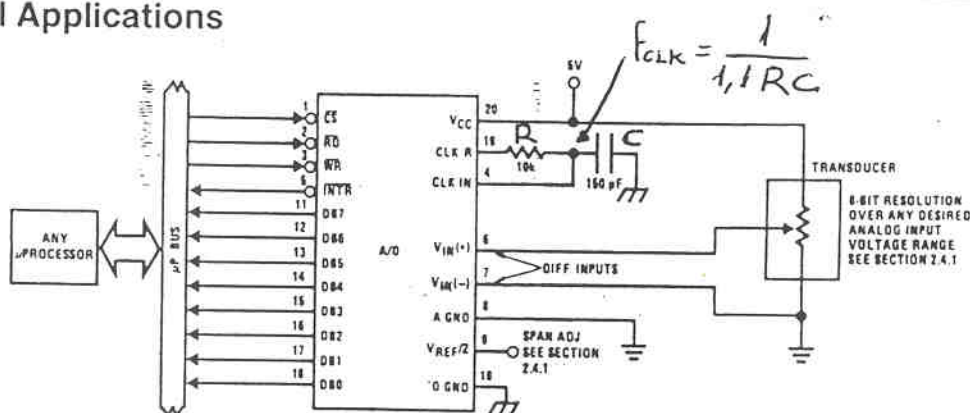 l Applications
FCLK = 1 / 1,1 RC
5V
1 CS
2 RD
3 WR
5 INTR
11 DB7
12 DB6
13 DB5
14 DB4
15 DB3
16 DB2
17 DB1
18 DB0
ANY
µPROCESSOR
µP BUS
A/D
VCC 20
CLK R 19
R
10k
C
150 pF
CLK IN 4
VIN(+) 6
DIFF. INPUTS
VIN(−) 7
A GND 8
VREF/2 9
SPAN ADJ
SEE SECTION
2.4.1
D GND 10
TRANSDUCER
8-BIT RESOLUTION
OVER ANY DESIRED
ANALOG INPUT
VOLTAGE RANGE
SEE SECTION 2.4.1